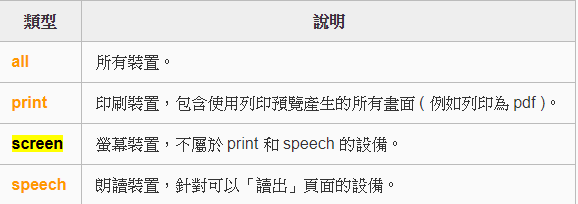 類型 說明
all 所有裝置。
print 印刷裝置，包含使用列印預覽產生的所有畫面 ( 例如列印為 pdf )。
screen 螢幕裝置，不屬於 print 和 speech 的設備。
speech 朗讀裝置，針對可以「讀出」頁面的設備。